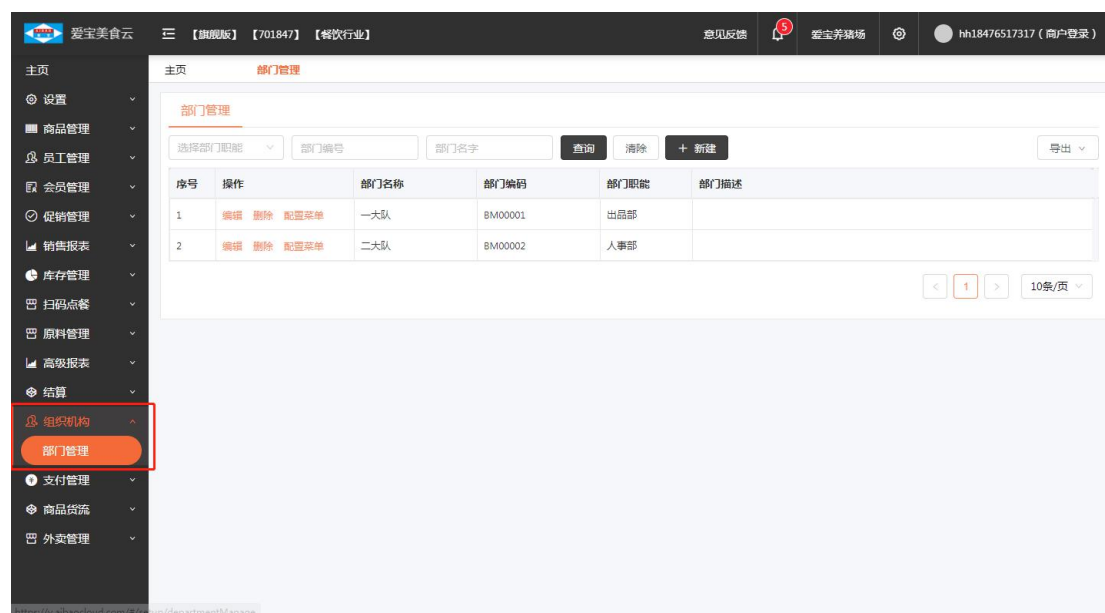 爱宝美食云 【旗舰版】 【701847】 【餐饮行业】 意见反馈 5 爱宝养猪场 hh18476517317 ( 商户登录 )
主页
设置
商品管理
员工管理
会员管理
促销管理
销售报表
库存管理
扫码点餐
原料管理
高级报表
结算
组织机构
部门管理
支付管理
商品货流
外卖管理
主页 部门管理
部门管理
选择部门职能 部门编号 部门名字 查询 清除 + 新建 导出
序号 操作 部门名称 部门编码 部门职能 部门描述
1 编辑 删除 配置菜单 一大队 BM00001 出品部
2 编辑 删除 配置菜单 二大队 BM00002 人事部
< 1 > 10条/页